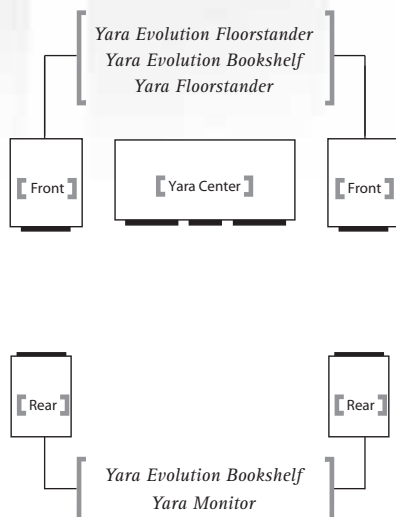 Yara Evolution Floorstander
Yara Evolution Bookshelf
Yara Floorstander
Front
Yara Center
Front
Rear
Rear
Yara Evolution Bookshelf
Yara Monitor